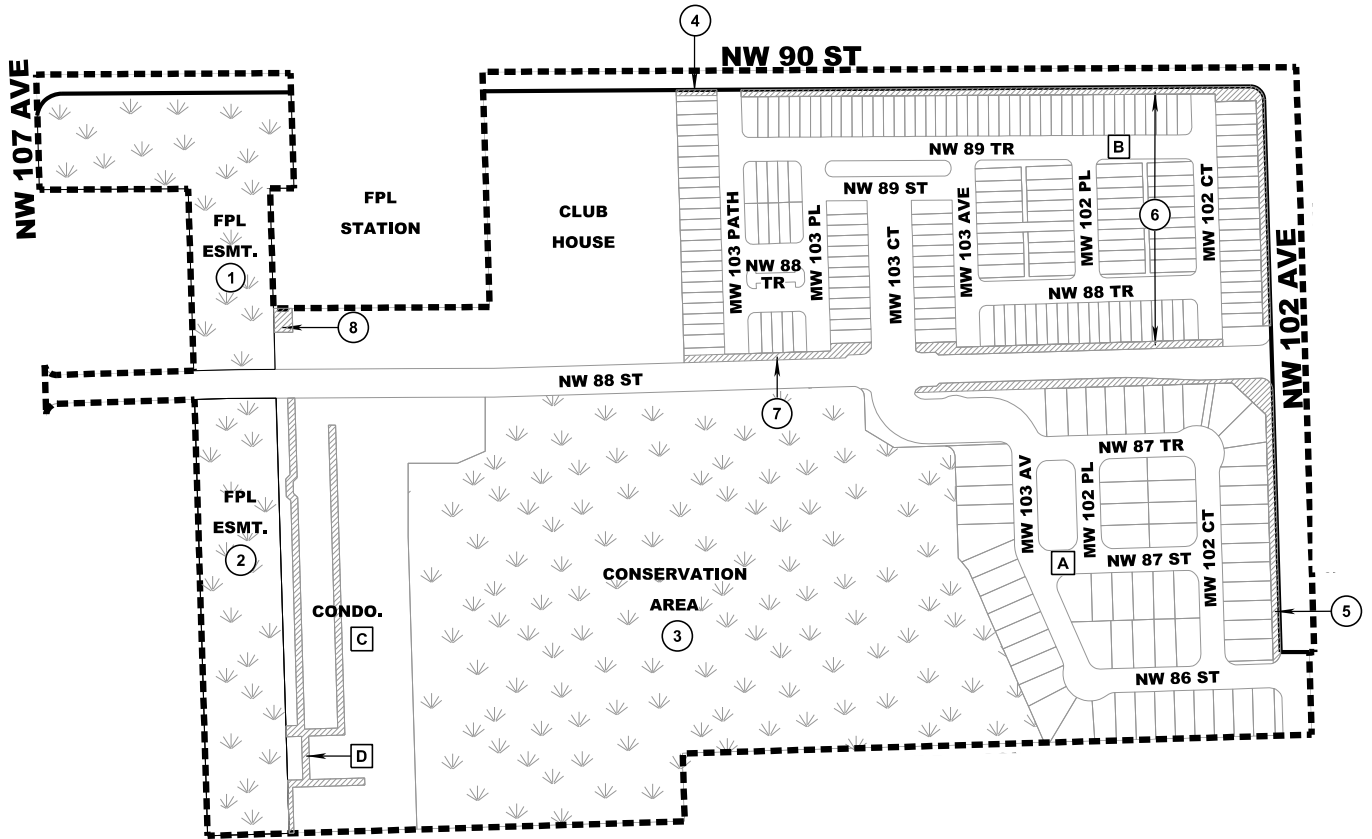 4
NW 90 ST
NW 107 AVE
NW 89 TR
B
NW 89 ST
FPL
STATION
CLUB
HOUSE
FPL
ESMT.
1
MW 103 PATH
MW 103 PL
MW 103 CT
MW 103 AVE
MW 102 PL
6
MW 102 CT
NW 88
TR
NW 88 TR
NW 102 AVE
8
NW 88 ST
7
NW 87 TR
MW 103 AV
MW 102 PL
MW 102 CT
FPL
ESMT.
2
CONSERVATION
AREA
3
A
NW 87 ST
CONDO.
C
5
NW 86 ST
D